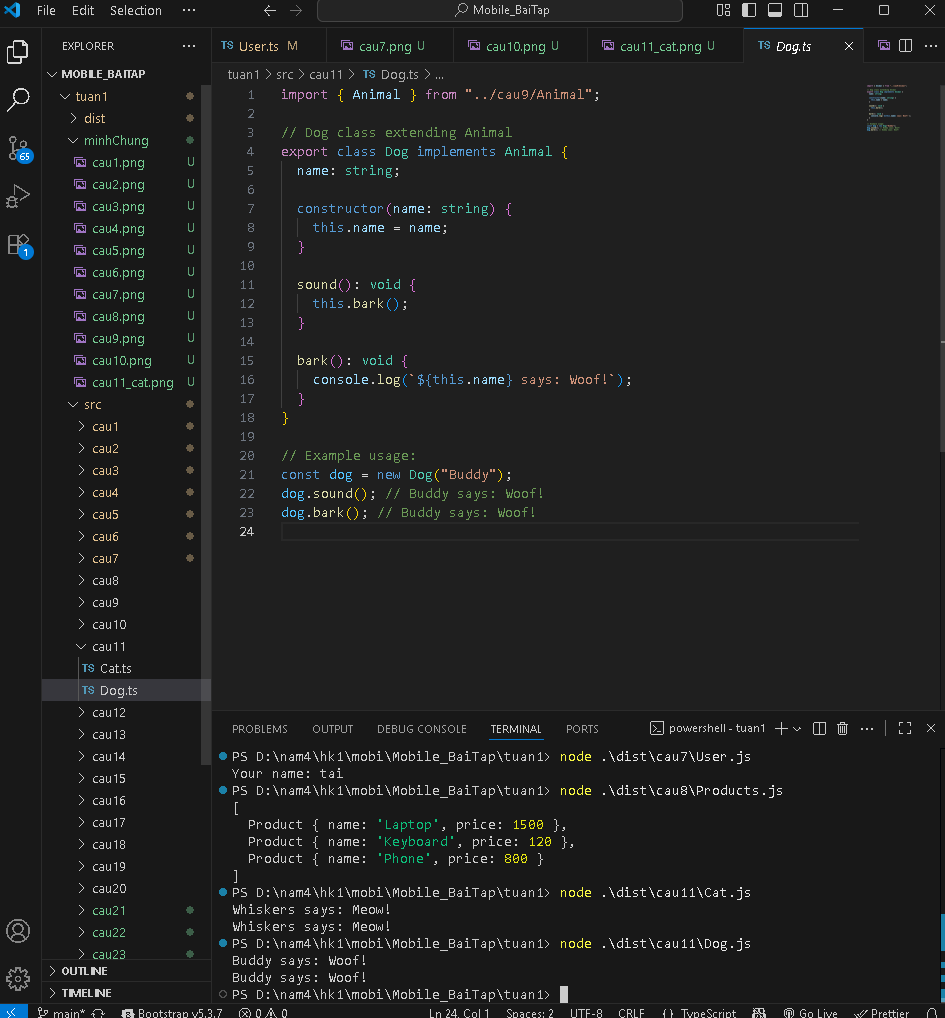 File Edit Selection ··· Mobile_BaiTap
EXPLORER ···
MOBILE_BAITAP
tuan1
dist
minhChung
cau1.png U
cau2.png U
cau3.png U
cau4.png U
cau5.png U
cau6.png U
cau7.png U
cau8.png U
cau9.png U
cau10.png U
cau11_cat.png U
src
cau1
cau2
cau3
cau4
cau5
cau6
cau7
cau8
cau9
cau10
cau11
TS Cat.ts
TS Dog.ts
cau12
cau13
cau14
cau15
cau16
cau17
cau18
cau19
cau20
cau21
cau22
cau23
OUTLINE
TIMELINE
65
1
TS User.ts M cau7.png U cau10.png U cau11_cat.png U TS Dog.ts
tuan1 > src > cau11 > TS Dog.ts > ...
1 import { Animal } from "../cau9/Animal";
2
3 // Dog class extending Animal
4 export class Dog implements Animal {
5 name: string;
6
7 constructor(name: string) {
8 this.name = name;
9 }
10
11 sound(): void {
12 this.bark();
13 }
14
15 bark(): void {
16 console.log(`${this.name} says: Woof!`);
17 }
18 }
19
20 // Example usage:
21 const dog = new Dog("Buddy");
22 dog.sound(); // Buddy says: Woof!
23 dog.bark(); // Buddy says: Woof!
24
PROBLEMS OUTPUT DEBUG CONSOLE TERMINAL PORTS powershell - tuan1
PS D:\nam4\hk1\mobi\Mobile_BaiTap\tuan1> node .\dist\cau7\User.js
Your name: tai
PS D:\nam4\hk1\mobi\Mobile_BaiTap\tuan1> node .\dist\cau8\Products.js
[
Product { name: 'Laptop', price: 1500 },
Product { name: 'Keyboard', price: 120 },
Product { name: 'Phone', price: 800 }
]
PS D:\nam4\hk1\mobi\Mobile_BaiTap\tuan1> node .\dist\cau11\Cat.js
Whiskers says: Meow!
Whiskers says: Meow!
PS D:\nam4\hk1\mobi\Mobile_BaiTap\tuan1> node .\dist\cau11\Dog.js
Buddy says: Woof!
Buddy says: Woof!
PS D:\nam4\hk1\mobi\Mobile_BaiTap\tuan1>
main* Bootstrap v5.3.7 0 0 Ln 24, Col 1 Spaces: 2 UTF-8 CRLF {} TypeScript Go Live Prettier